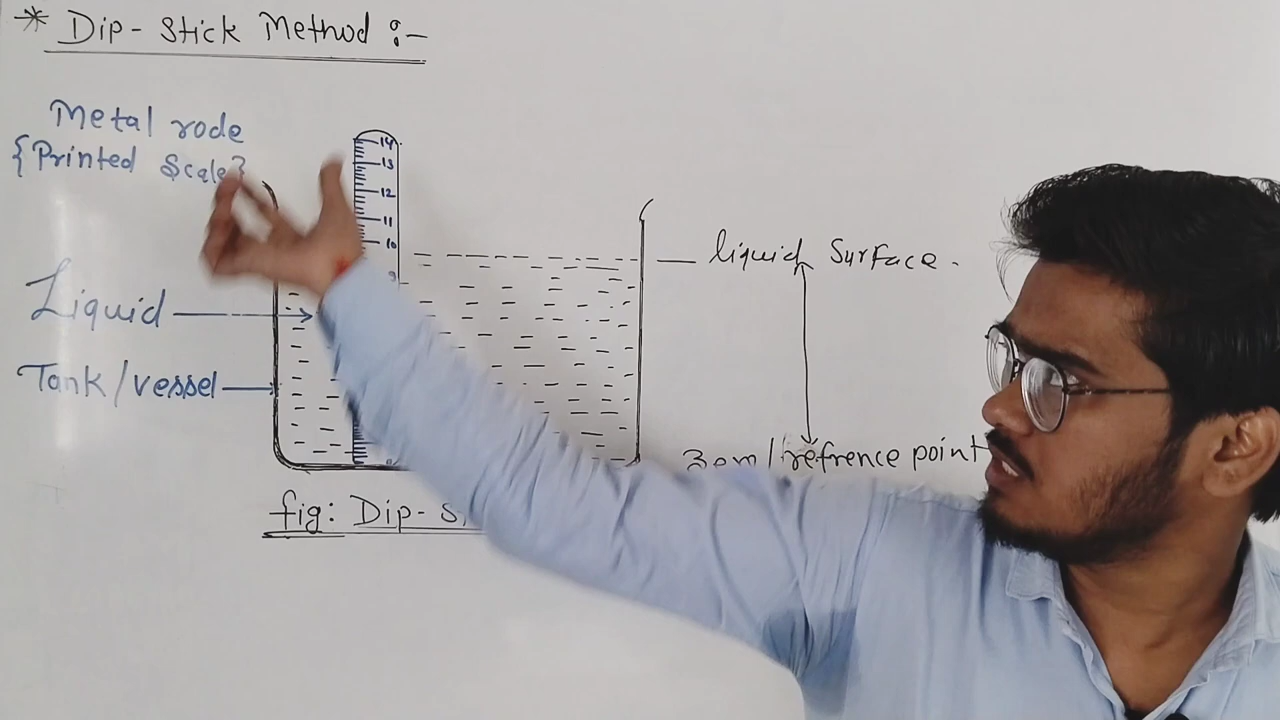 * Dip-Stick Method :-
Metal rode
{Printed Scale}
14
13
12
11
10
9
liquid surface.
Liquid
Tank/vessel
/refrence point
fig: Dip-S